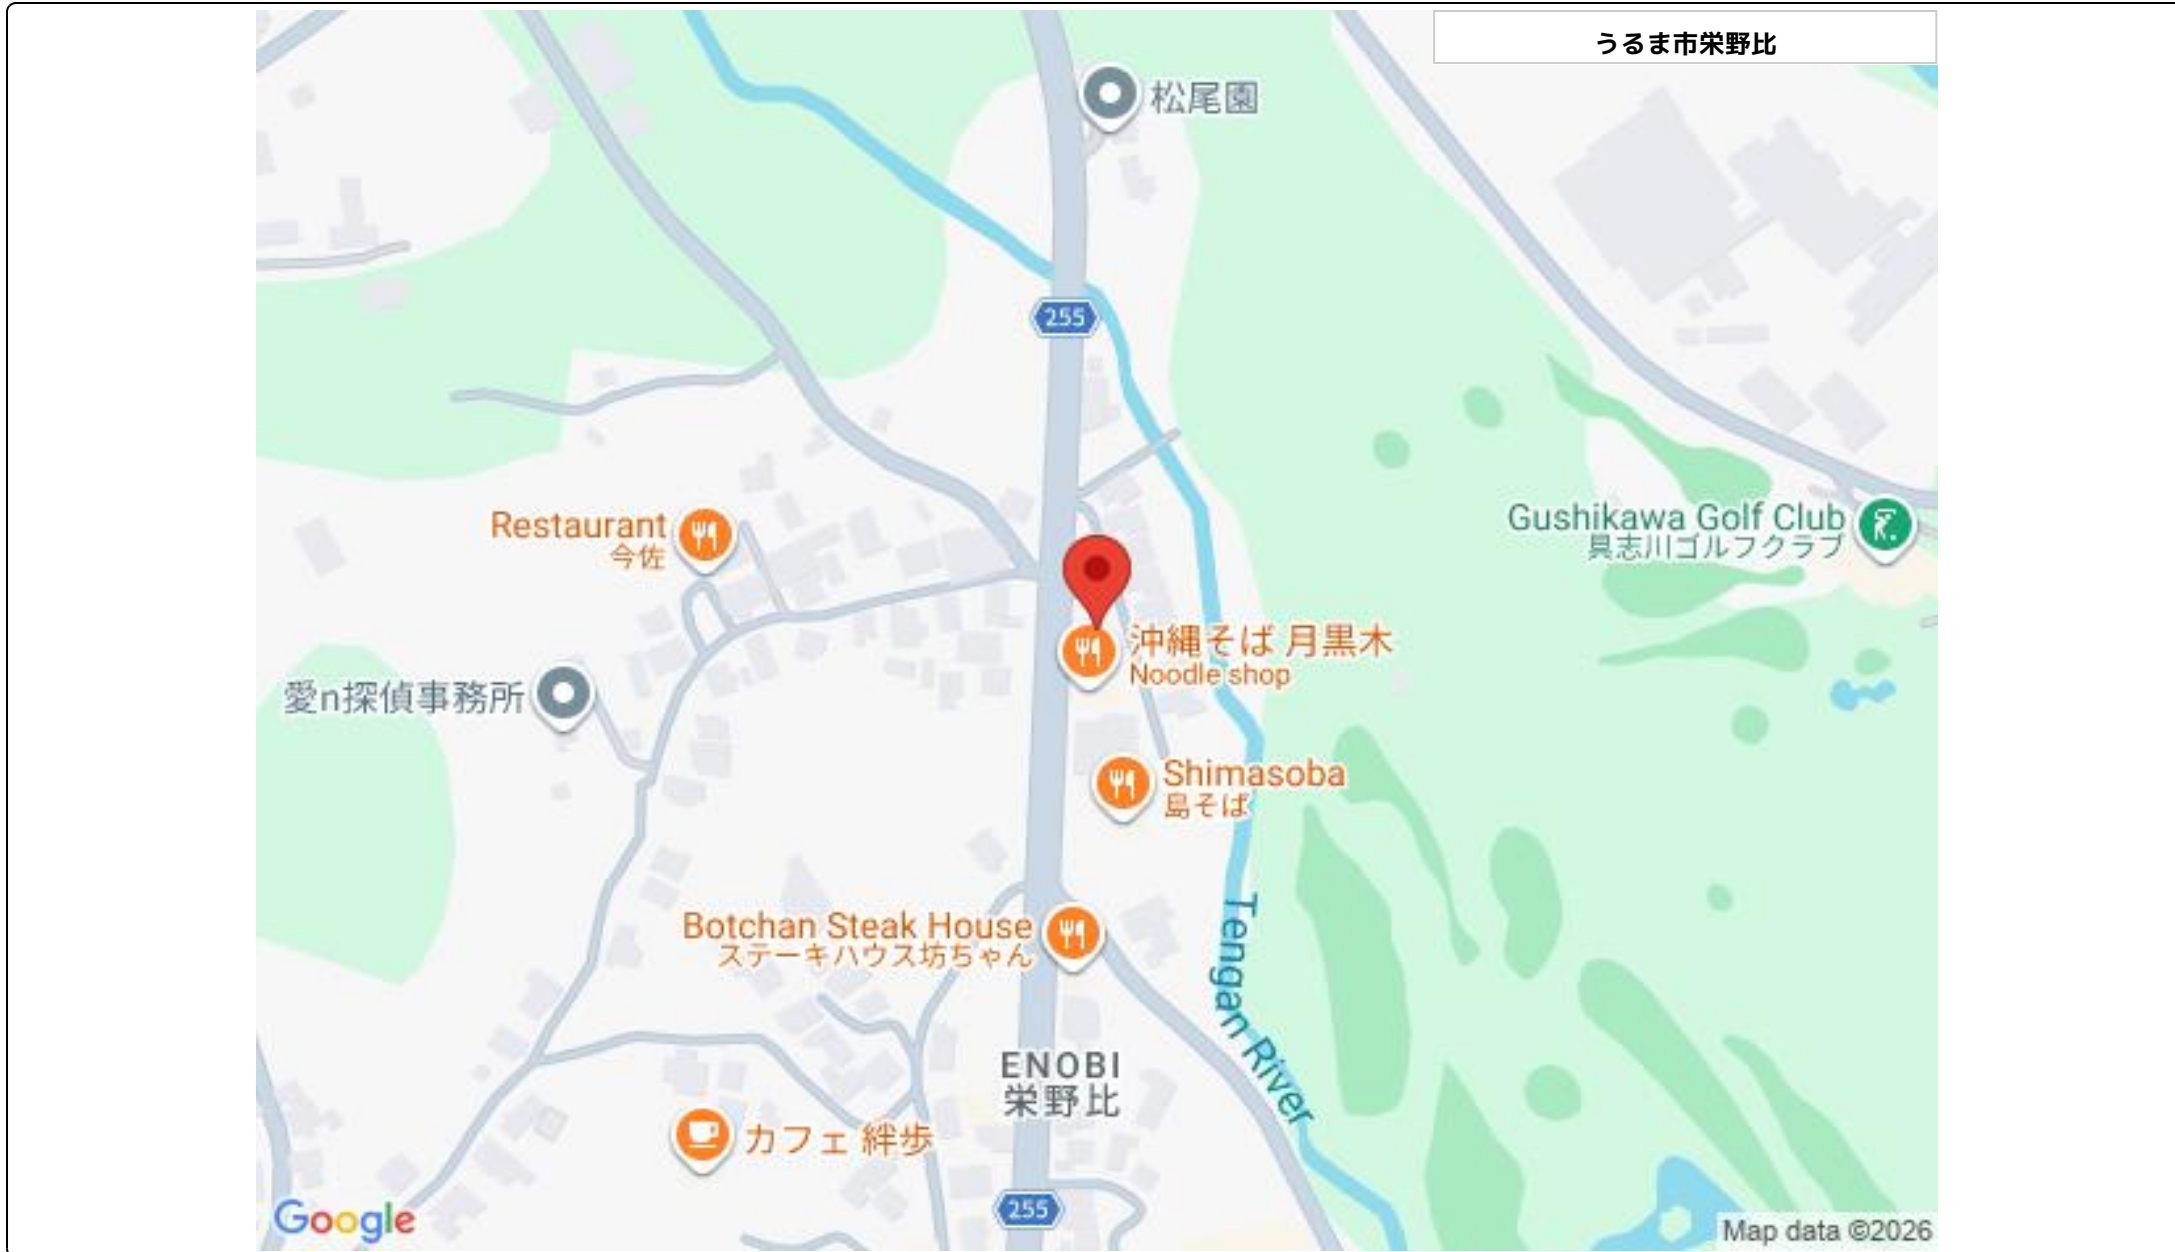 うるま市栄野比
松尾園
255
Restaurant
今佐
Gushikawa Golf Club
具志川ゴルフクラブ
沖縄そば 月黒木
Noodle shop
愛n探偵事務所
Shimasoba
島そば
Botchan Steak House
ステーキハウス坊ちゃん
Tengan River
ENOBI
栄野比
カフェ 絆歩
255
Google
Map data ©2026